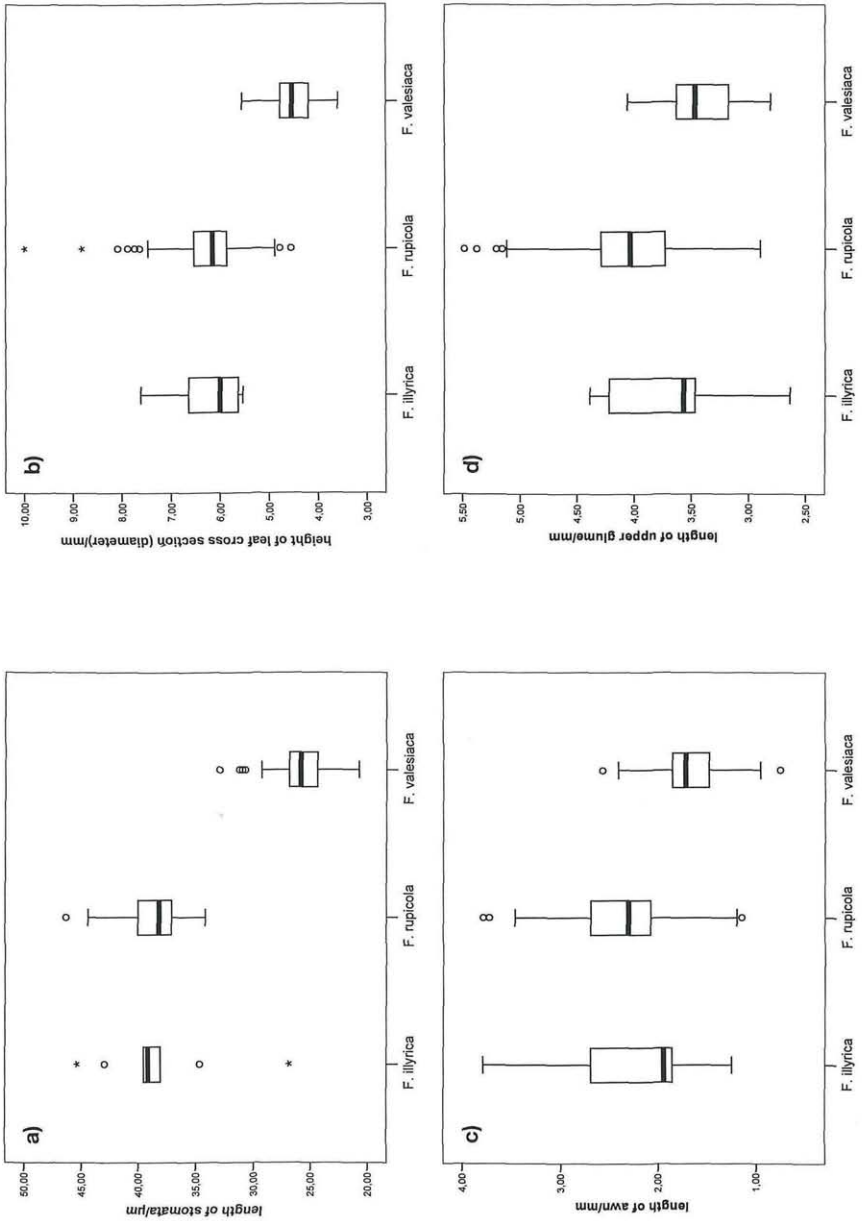 a)
50,00
45,00
40,00
35,00
30,00
25,00
20,00
length of stomata/µm
F. illyrica
F. rupicola
F. valesiaca
b)
10,00
9,00
8,00
7,00
6,00
5,00
4,00
3,00
height of leaf cross section (diameter)/mm
F. illyrica
F. rupicola
F. valesiaca
c)
4,00
3,00
2,00
1,00
length of awn/mm
F. illyrica
F. rupicola
F. valesiaca
d)
5,50
5,00
4,50
4,00
3,50
3,00
2,50
length of upper glume/mm
F. illyrica
F. rupicola
F. valesiaca